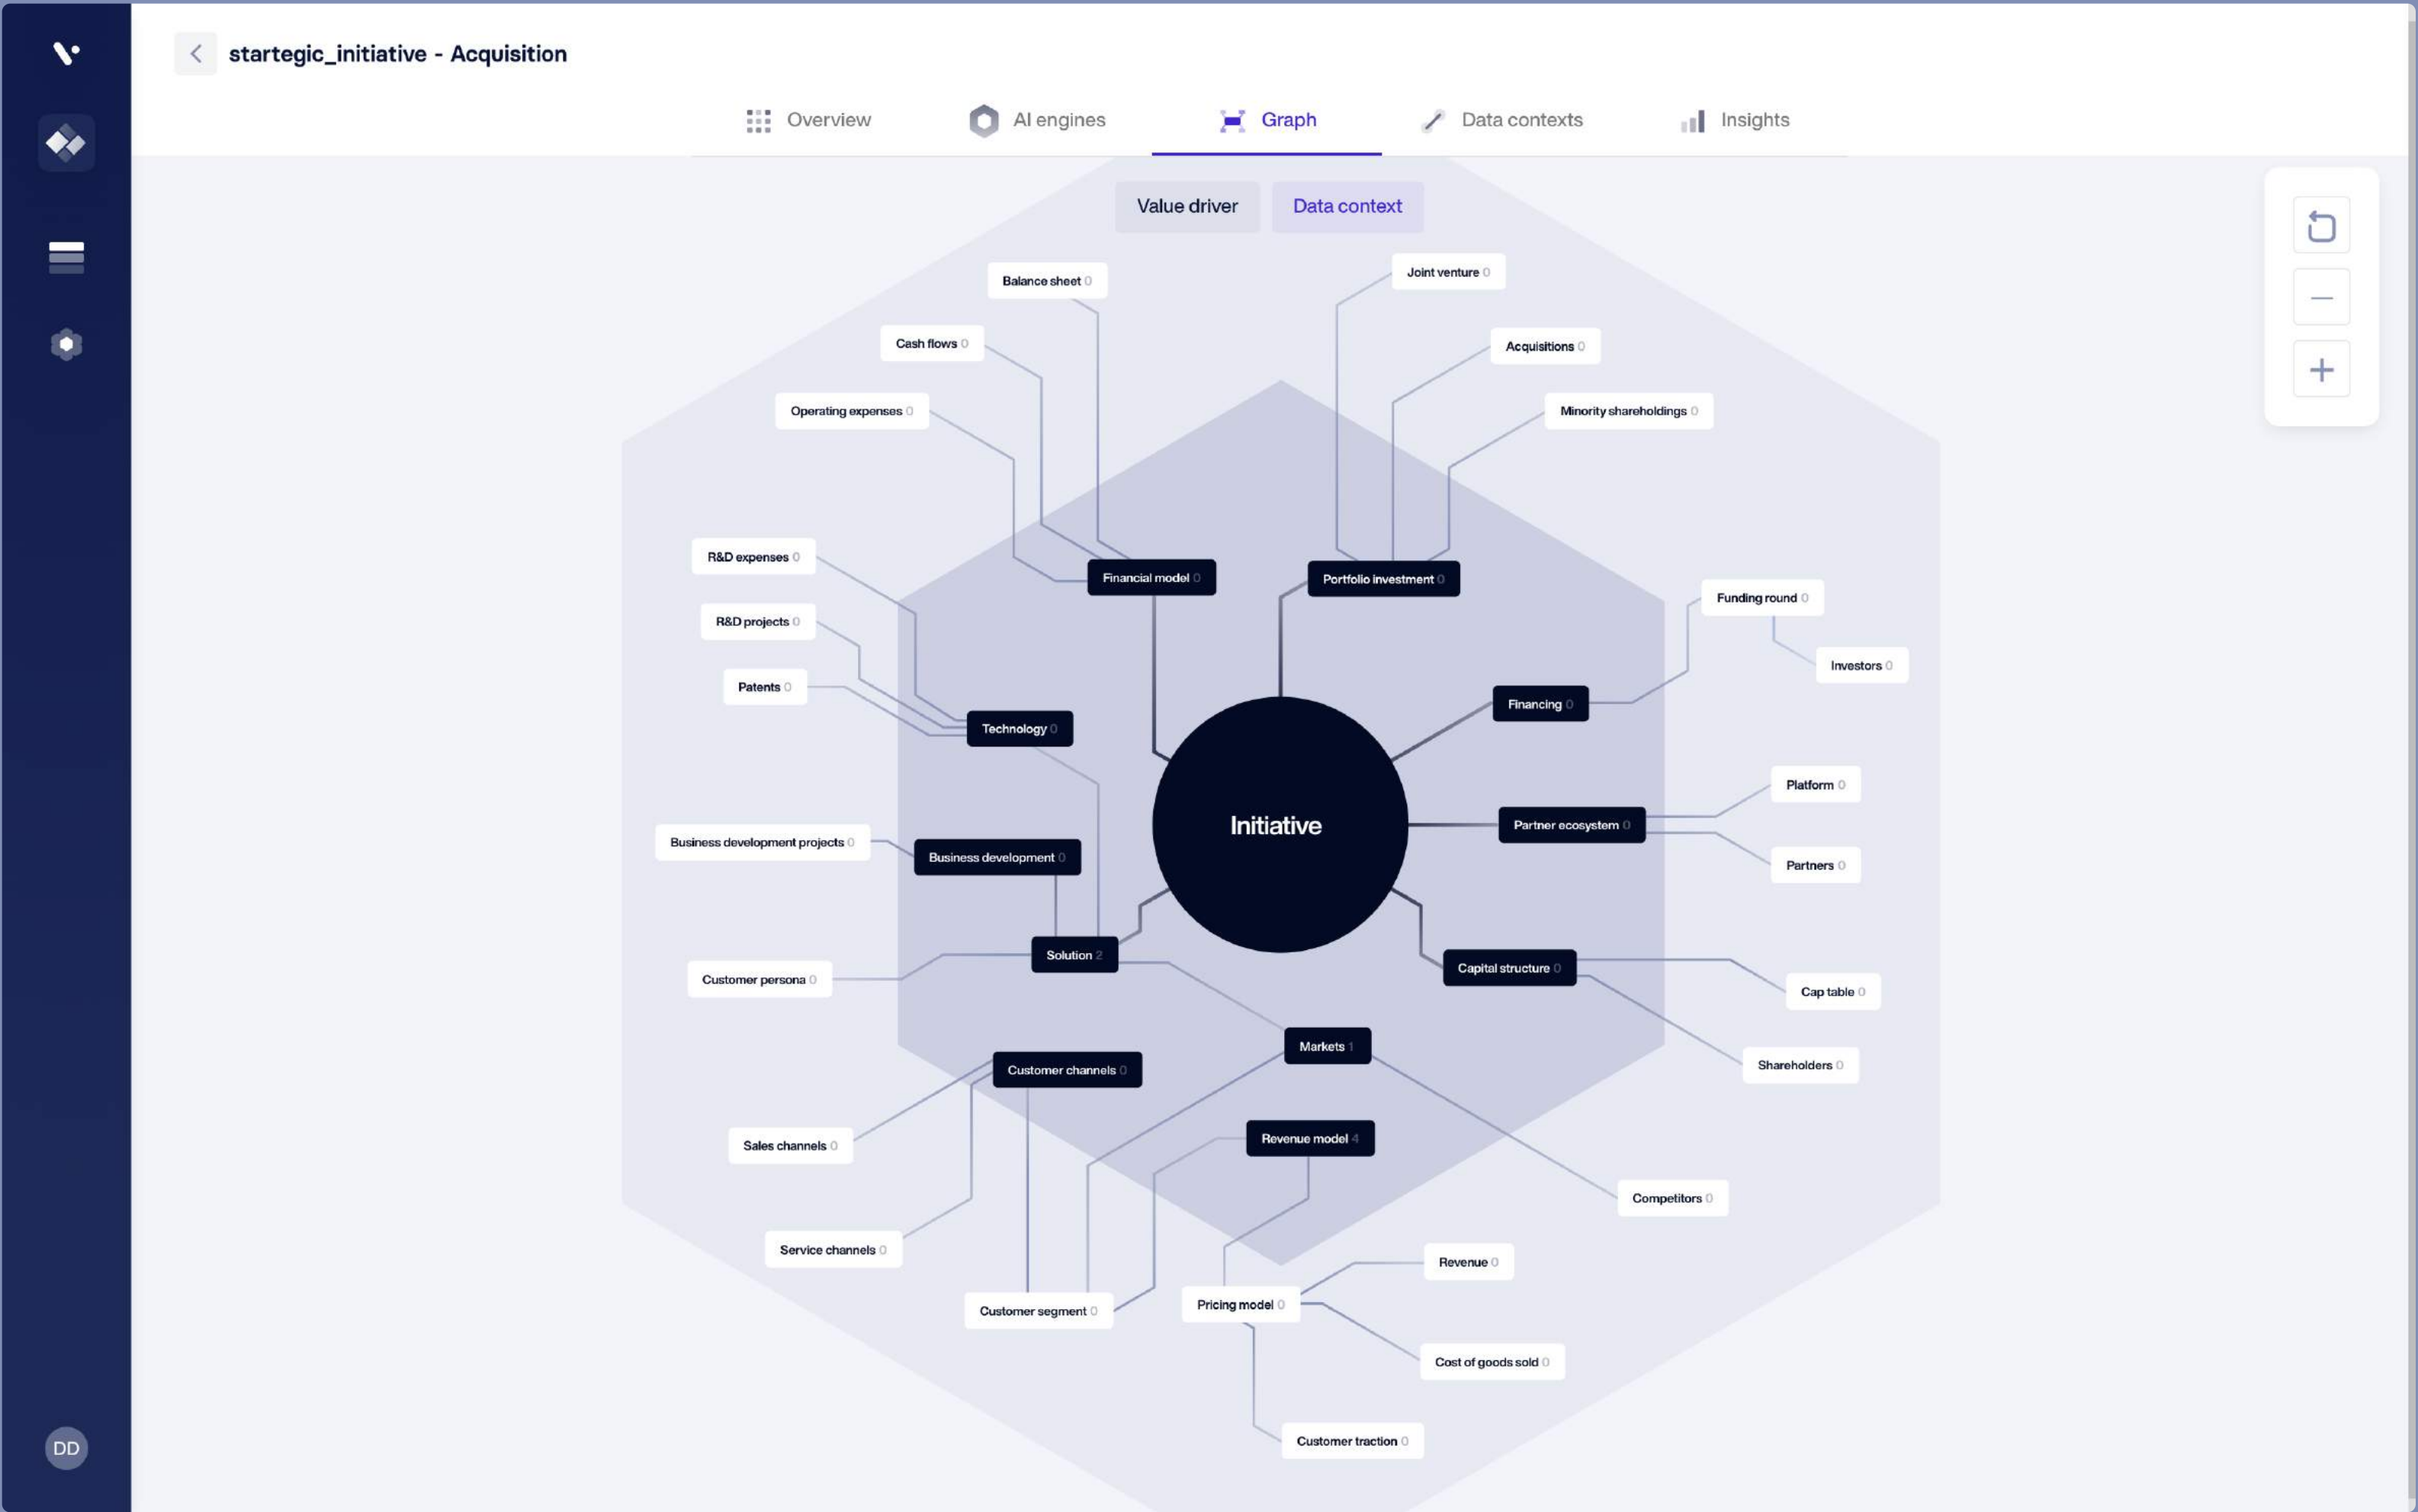 startegic_initiative - Acquisition
Overview
AI engines
Graph
Data contexts
Insights
Value driver
Data context
Joint venture 0
Balance sheet 0
Cash flows 0
Acquisitions 0
Operating expenses 0
Minority shareholdings 0
R&D expenses 0
Financial model 0
Portfolio investment 0
Funding round 0
R&D projects 0
Investors 0
Patents 0
Financing 0
Technology 0
Platform 0
Initiative
Partner ecosystem 0
Business development projects 0
Business development 0
Partners 0
Solution 2
Capital structure 0
Customer persona 0
Cap table 0
Markets 1
Shareholders 0
Customer channels 0
Revenue model 4
Sales channels 0
Competitors 0
Service channels 0
Revenue 0
Pricing model 0
Customer segment 0
Cost of goods sold 0
Customer traction 0
DD